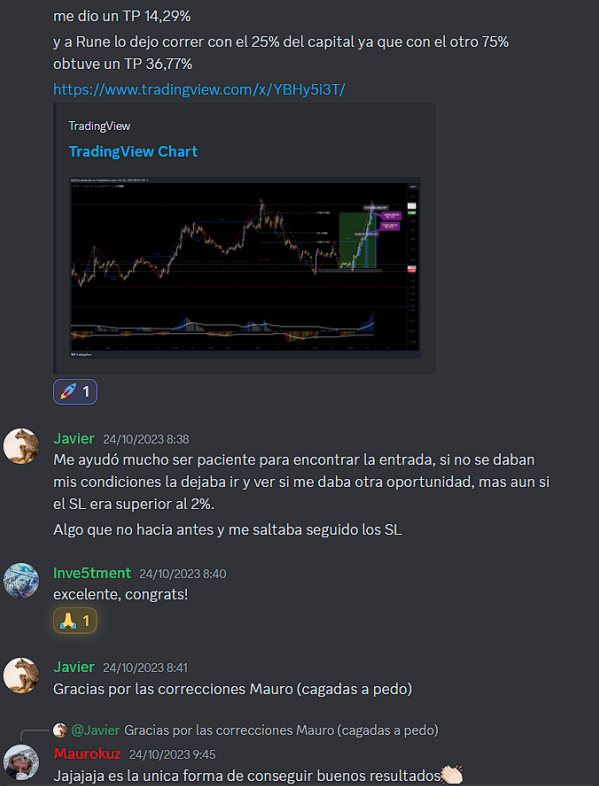 me dio un TP 14,29%
y a Rune lo dejo correr con el 25% del capital ya que con el otro 75%
obtuve un TP 36,77%
https://www.tradingview.com/x/YBHy5i3T/
TradingView
TradingView Chart
TradingView
1
Javier 24/10/2023 8:38
Me ayudó mucho ser paciente para encontrar la entrada, si no se daban
mis condiciones la dejaba ir y ver si me daba otra oportunidad, mas aun si
el SL era superior al 2%.
Algo que no hacia antes y me saltaba seguido los SL
Inve5tment 24/10/2023 8:40
excelente, congrats!
1
Javier 24/10/2023 8:41
Gracias por las correcciones Mauro (cagadas a pedo)
@Javier Gracias por las correcciones Mauro (cagadas a pedo)
Maurokuz 24/10/2023 9:45
Jajajaja es la unica forma de conseguir buenos resultados